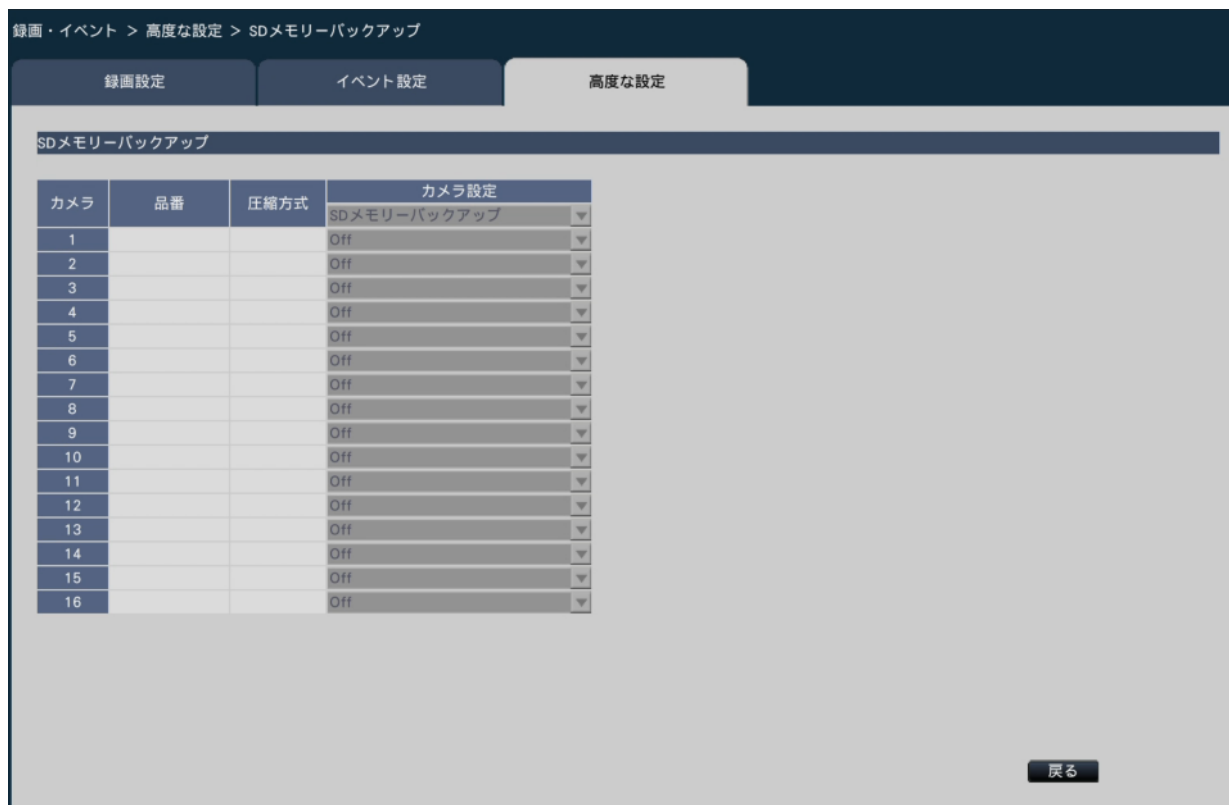 録画・イベント > 高度な設定 > SDメモリーバックアップ
録画設定 イベント設定 高度な設定
SDメモリーバックアップ
カメラ 品番 圧縮方式 カメラ設定
SDメモリーバックアップ
1 Off
2 Off
3 Off
4 Off
5 Off
6 Off
7 Off
8 Off
9 Off
10 Off
11 Off
12 Off
13 Off
14 Off
15 Off
16 Off
戻る